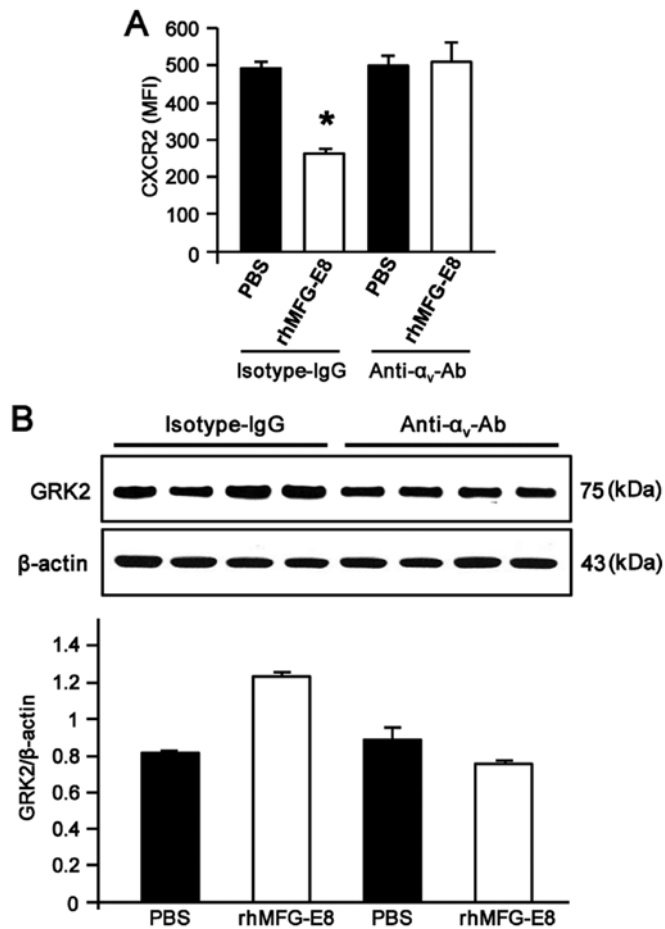 A
CXCR2 (MFI)
600
500
400
300
200
100
0
*
PBS
rhMFG-E8
PBS
rhMFG-E8
Isotype-IgG
Anti-αv-Ab
B
Isotype-IgG Anti-αv-Ab
GRK2 75 (kDa)
β-actin 43 (kDa)
GRK2/β-actin
1.4
1.2
1
0.8
0.6
0.4
0.2
0
PBS rhMFG-E8 PBS rhMFG-E8